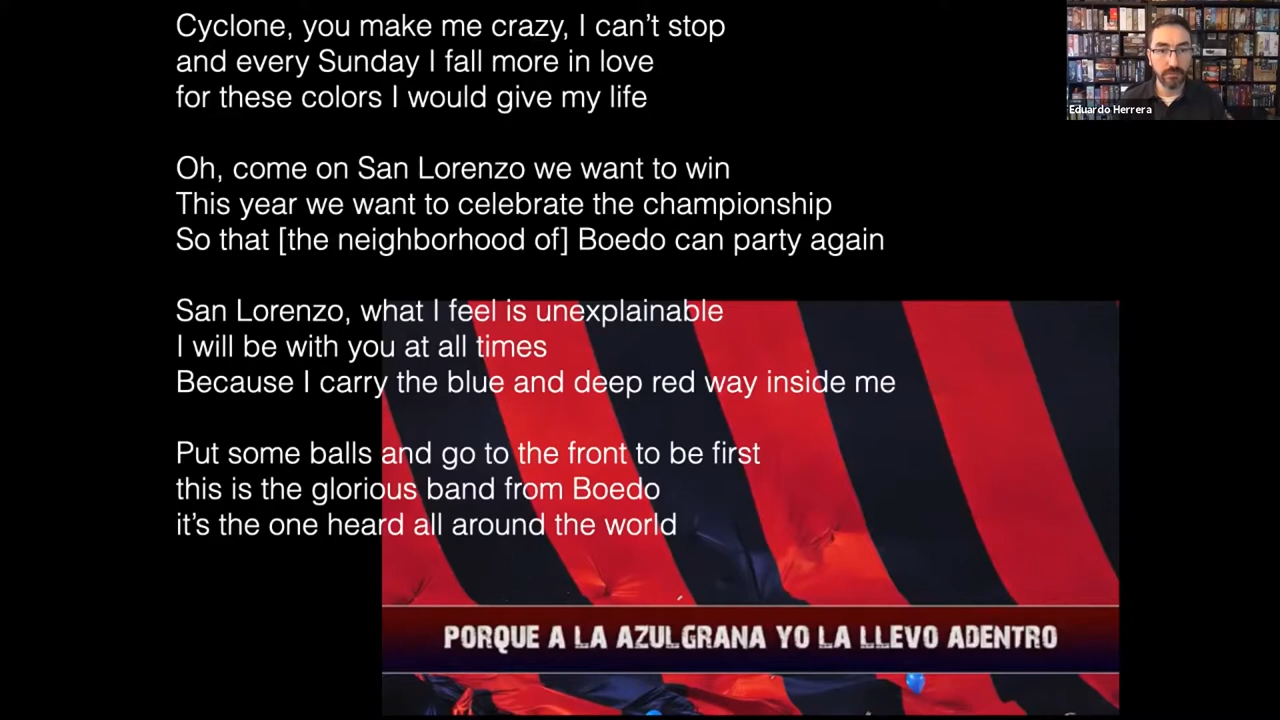 Cyclone, you make me crazy, I can't stop
and every Sunday I fall more in love
for these colors I would give my life
Oh, come on San Lorenzo we want to win
This year we want to celebrate the championship
So that [the neighborhood of] Boedo can party again
San Lorenzo, what I feel is unexplainable
I will be with you at all times
Because I carry the blue and deep red way inside me
Put some balls and go to the front to be first
this is the glorious band from Boedo
it's the one heard all around the world
PORQUE A LA AZULGRANA YO LA LLEVO ADENTRO
Eduardo Herrera